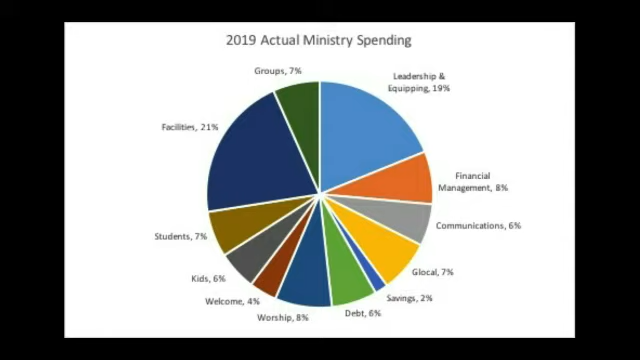 2019 Actual Ministry Spending
Groups, 7%
Leadership &
Equipping, 19%
Facilities, 21%
Financial
Management, 8%
Communications, 6%
Students, 7%
Glocal, 7%
Kids, 6%
Savings, 2%
Welcome, 4%
Debt, 6%
Worship, 8%